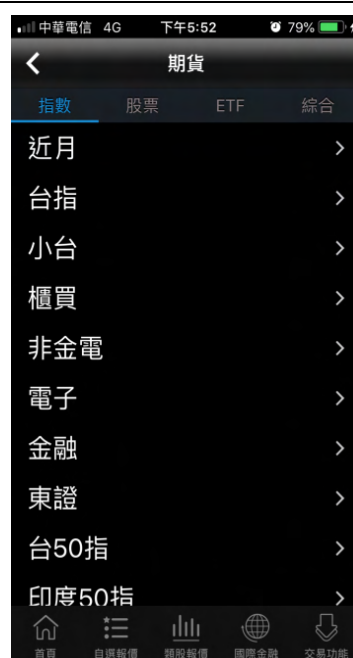 中華電信 4G 下午5:52 79%
期貨
指數 股票 ETF 綜合
近月
台指
小台
櫃買
非金電
電子
金融
東證
台50指
印度50指
首頁 自選報價 類股報價 國際金融 交易功能